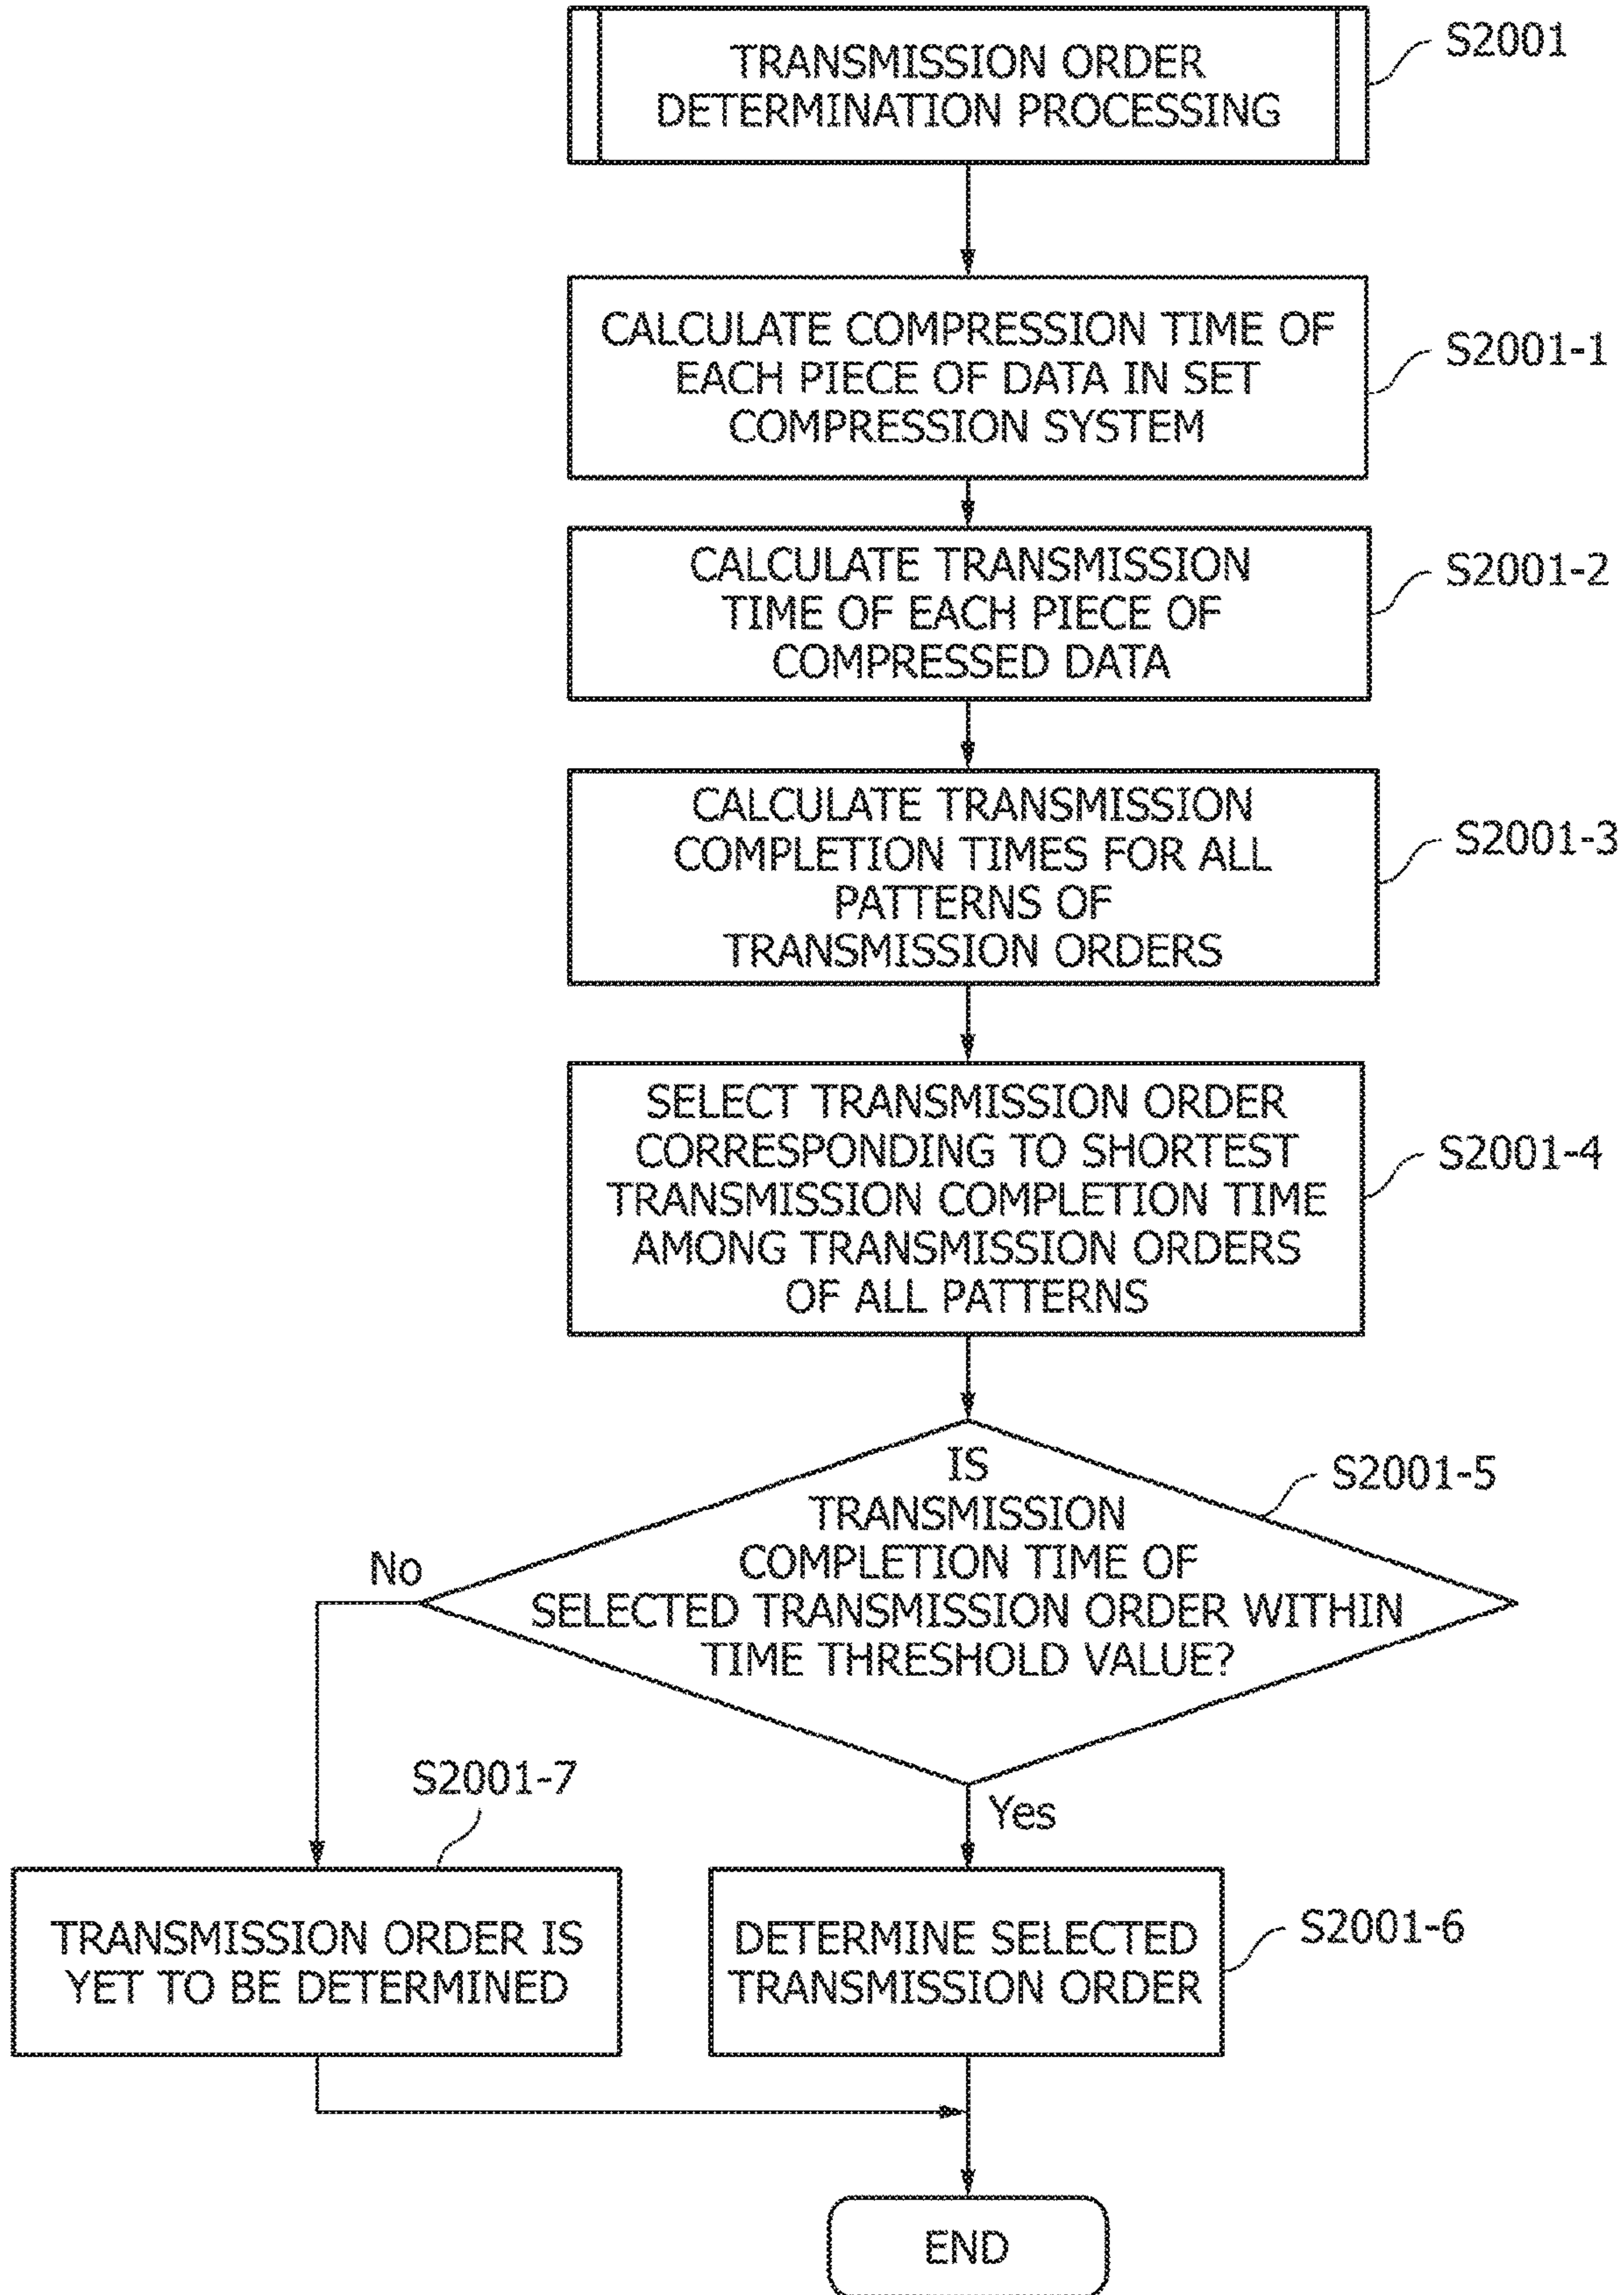 TRANSMISSION ORDER
DETERMINATION PROCESSING
S2001
CALCULATE COMPRESSION TIME OF
EACH PIECE OF DATA IN SET
COMPRESSION SYSTEM
S2001-1
CALCULATE TRANSMISSION
TIME OF EACH PIECE OF
COMPRESSED DATA
S2001-2
CALCULATE TRANSMISSION
COMPLETION TIMES FOR ALL
PATTERNS OF
TRANSMISSION ORDERS
S2001-3
SELECT TRANSMISSION ORDER
CORRESPONDING TO SHORTEST
TRANSMISSION COMPLETION TIME
AMONG TRANSMISSION ORDERS
OF ALL PATTERNS
S2001-4
IS
TRANSMISSION
COMPLETION TIME OF
SELECTED TRANSMISSION ORDER WITHIN
TIME THRESHOLD VALUE?
S2001-5
No
Yes
S2001-7
TRANSMISSION ORDER IS
YET TO BE DETERMINED
DETERMINE SELECTED
TRANSMISSION ORDER
S2001-6
END